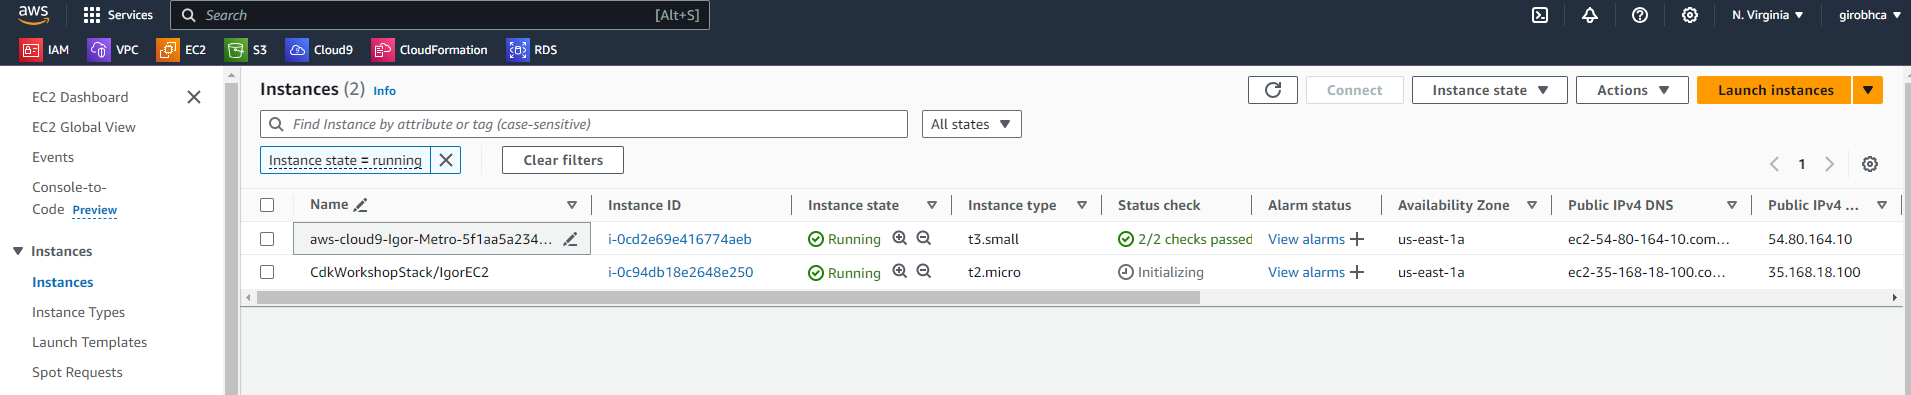 aws Services Search [Alt+S] N. Virginia girobhca
IAM VPC EC2 S3 Cloud9 CloudFormation RDS
EC2 Dashboard
EC2 Global View
Events
Console-to-
Code Preview
Instances
Instances
Instance Types
Launch Templates
Spot Requests
Instances (2) Info Connect Instance state Actions Launch instances
Find Instance by attribute or tag (case-sensitive) All states
Instance state = running Clear filters 1
Name Instance ID Instance state Instance type Status check Alarm status Availability Zone Public IPv4 DNS Public IPv4 ...
aws-cloud9-Igor-Metro-5f1aa5a234... i-0cd2e69e416774aeb Running t3.small 2/2 checks passed View alarms us-east-1a ec2-54-80-164-10.com... 54.80.164.10
CdkWorkshopStack/IgorEC2 i-0c94db18e2648e250 Running t2.micro Initializing View alarms us-east-1a ec2-35-168-18-100.co... 35.168.18.100